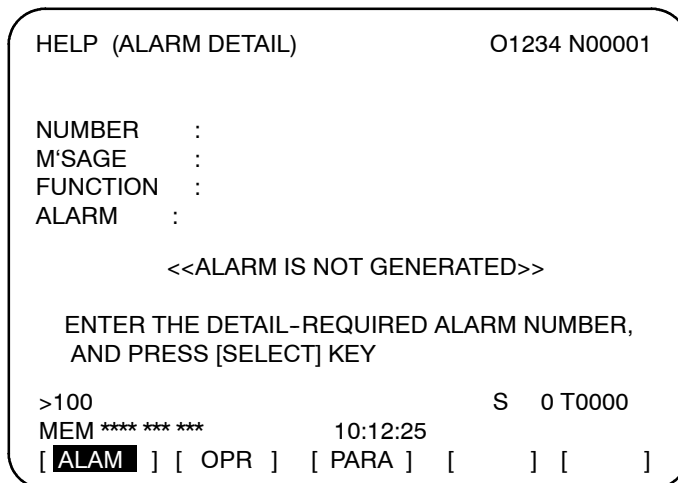 HELP (ALARM DETAIL) O1234 N00001
NUMBER :
M‘SAGE :
FUNCTION :
ALARM :
<<ALARM IS NOT GENERATED>>
ENTER THE DETAIL–REQUIRED ALARM NUMBER,
AND PRESS [SELECT] KEY
>100 S 0 T0000
MEM **** *** *** 10:12:25
[ ALAM ] [ OPR ] [ PARA ] [ ] [ ]